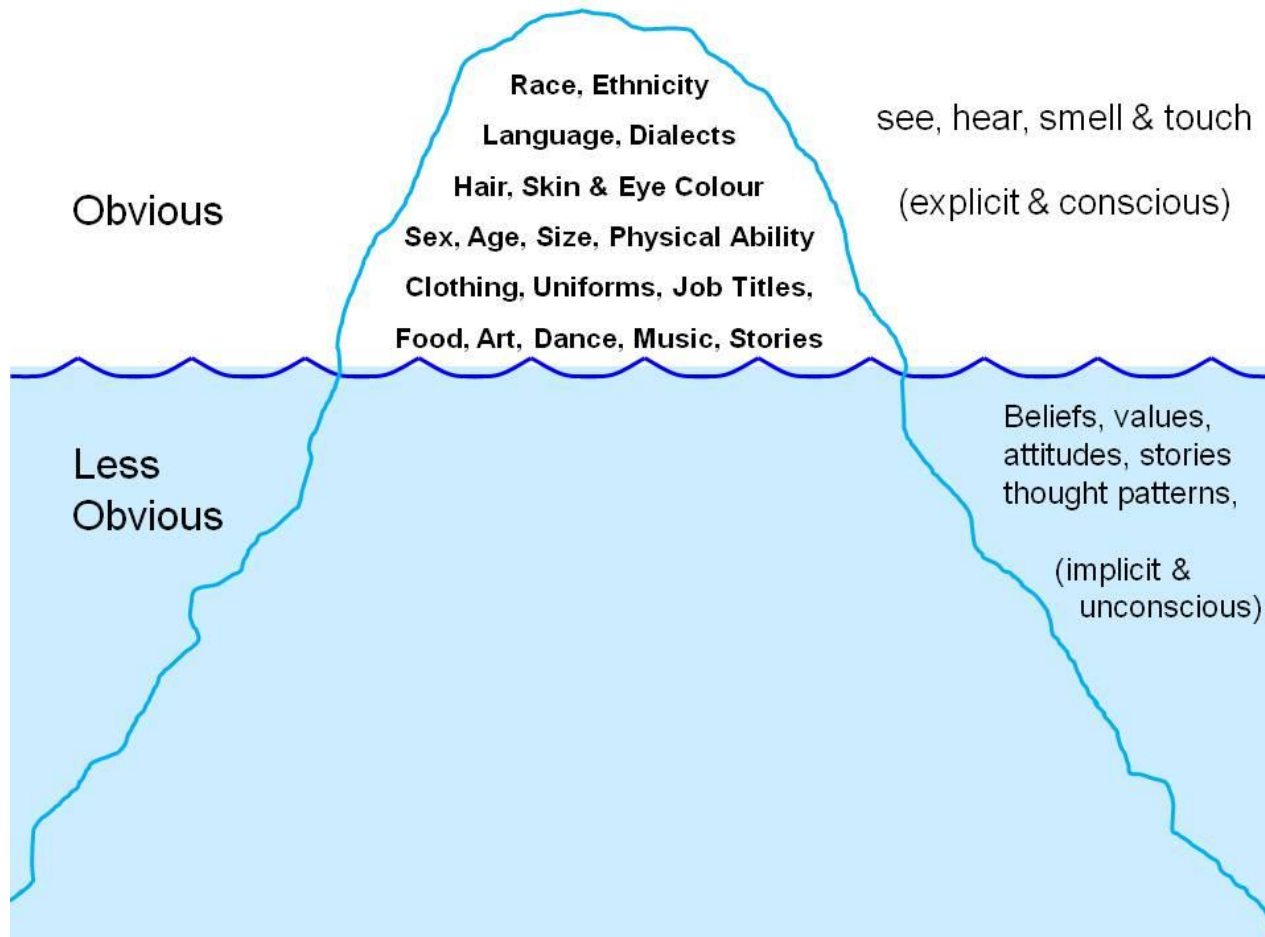 Race, Ethnicity
Language, Dialects
Hair, Skin & Eye Colour
Sex, Age, Size, Physical Ability
Clothing, Uniforms, Job Titles,
Food, Art, Dance, Music, Stories
Obvious
see, hear, smell & touch
(explicit & conscious)
Less
Obvious
Beliefs, values,
attitudes, stories
thought patterns,
(implicit &
unconscious)